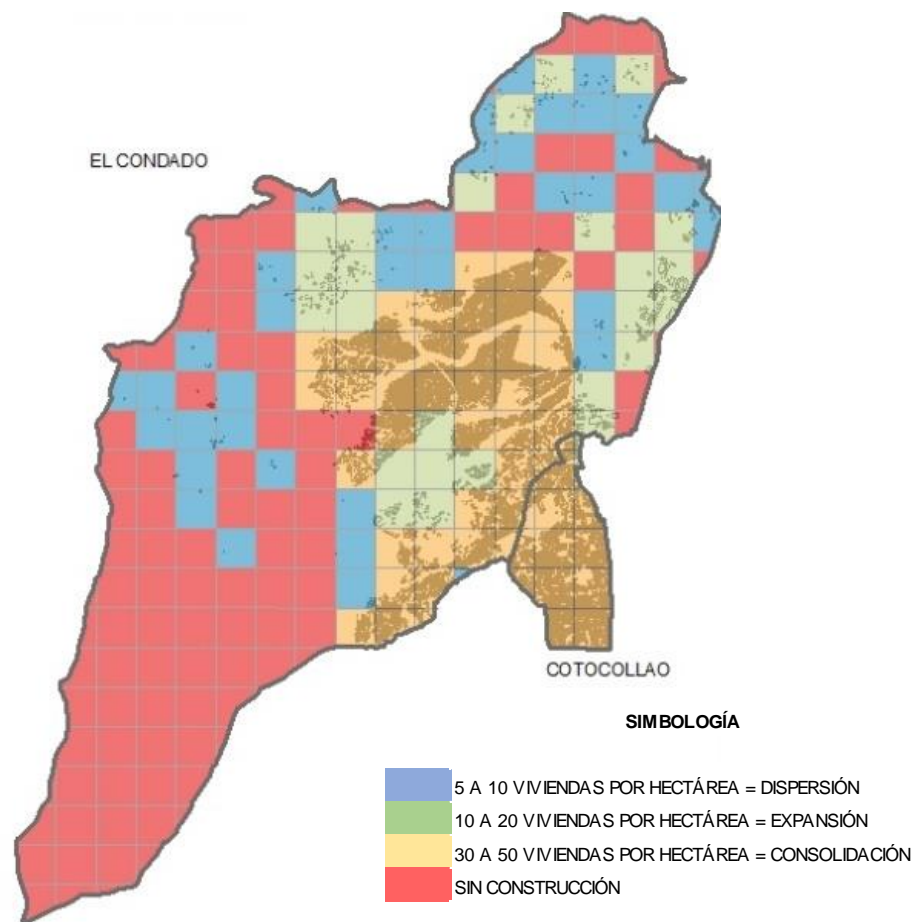 EL CONDADO
COTOCOLLAO
SIMBOLOGÍA
5 A 10 VIVIENDAS POR HECTÁREA = DISPERSIÓN
10 A 20 VIVIENDAS POR HECTÁREA = EXPANSIÓN
30 A 50 VIVIENDAS POR HECTÁREA = CONSOLIDACIÓN
SIN CONSTRUCCIÓN